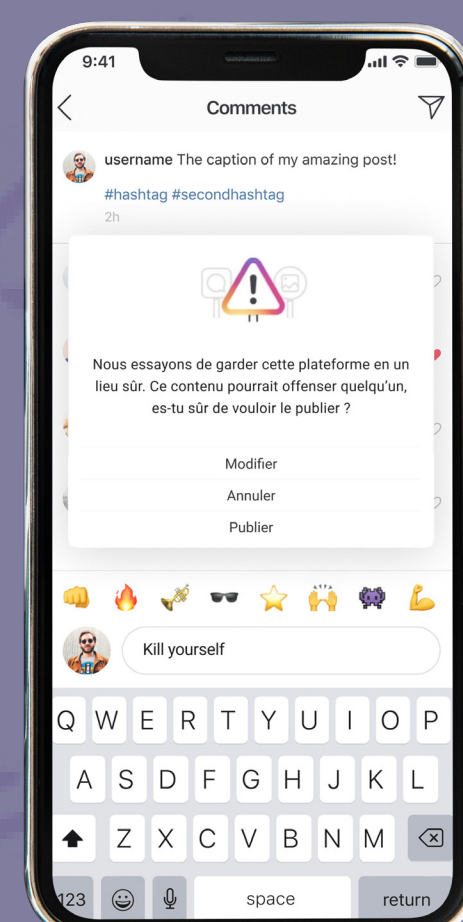 9:41
Comments
username The caption of my amazing post!
#hashtag #secondhashtag
2h
Nous essayons de garder cette plateforme en un
lieu sûr. Ce contenu pourrait offenser quelqu'un,
es-tu sûr de vouloir le publier ?
Modifier
Annuler
Publier
Kill yourself
Q W E R T Y U I O P
A S D F G H J K L
Z X C V B N M
123 space return